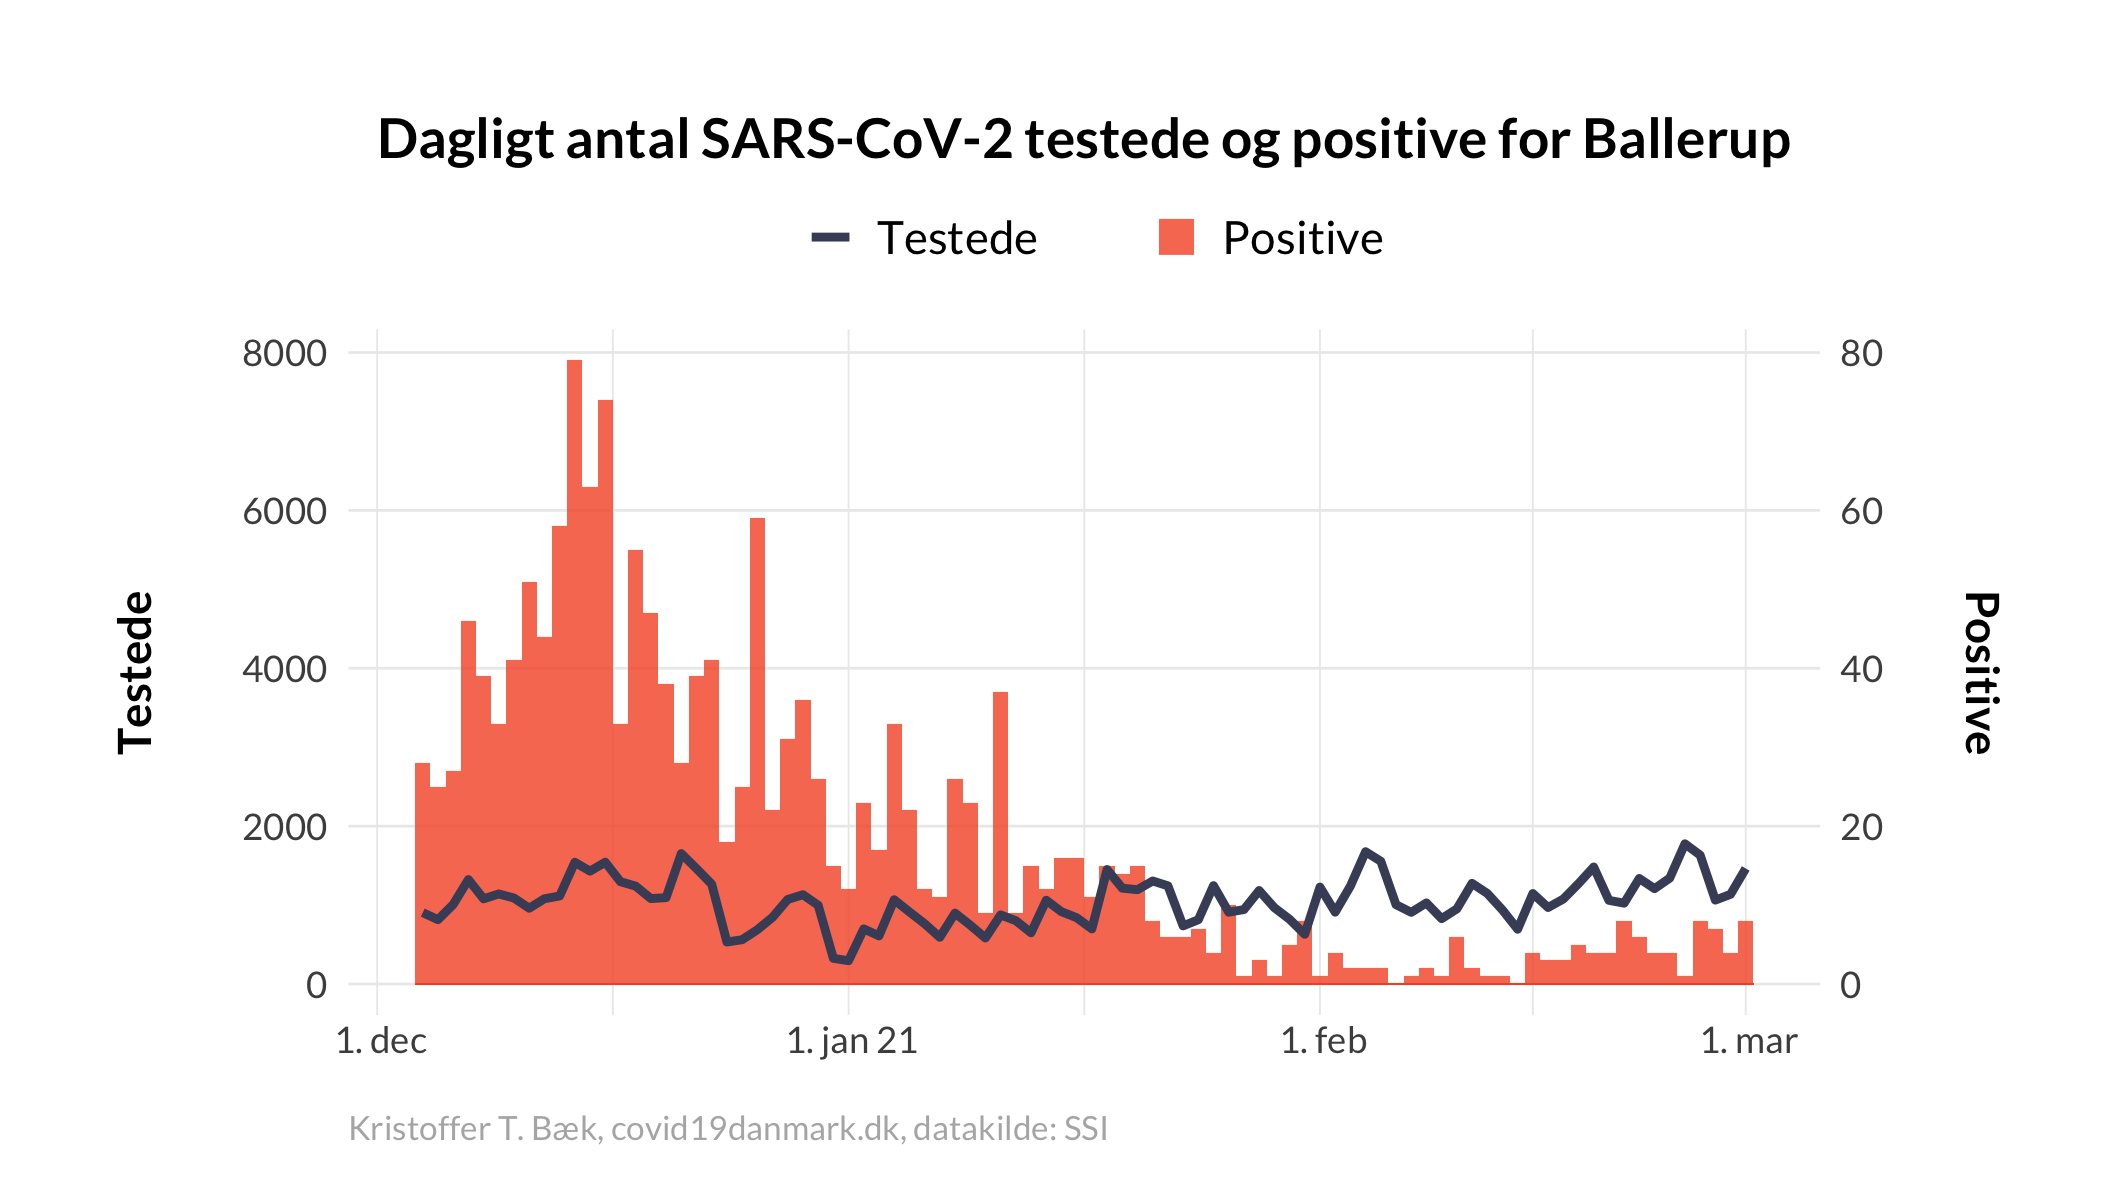 Dagligt antal SARS-CoV-2 testede og positive for Ballerup
Testede
Positive
8000
6000
4000
2000
0
Testede
80
60
40
20
0
Positive
1. dec
1. jan 21
1. feb
1. mar
Kristoffer T. Bæk, covid19danmark.dk, datakilde: SSI